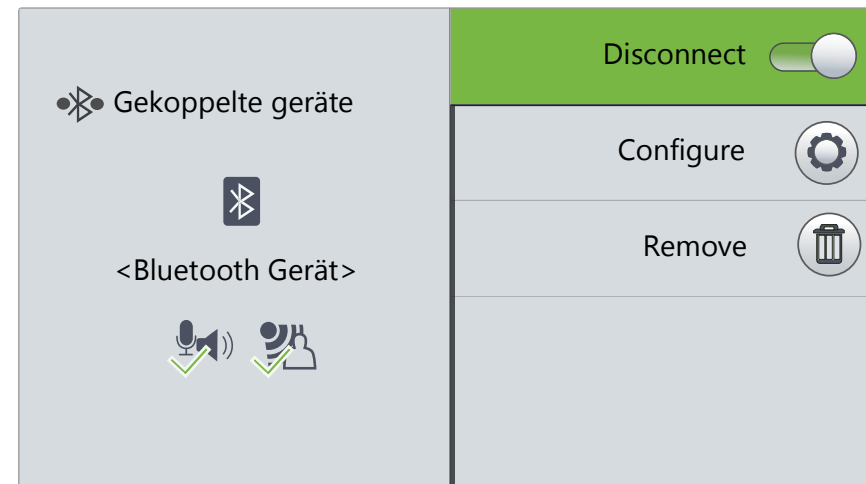 Gekoppelte geräte
<Bluetooth Gerät>
Disconnect
Configure
Remove